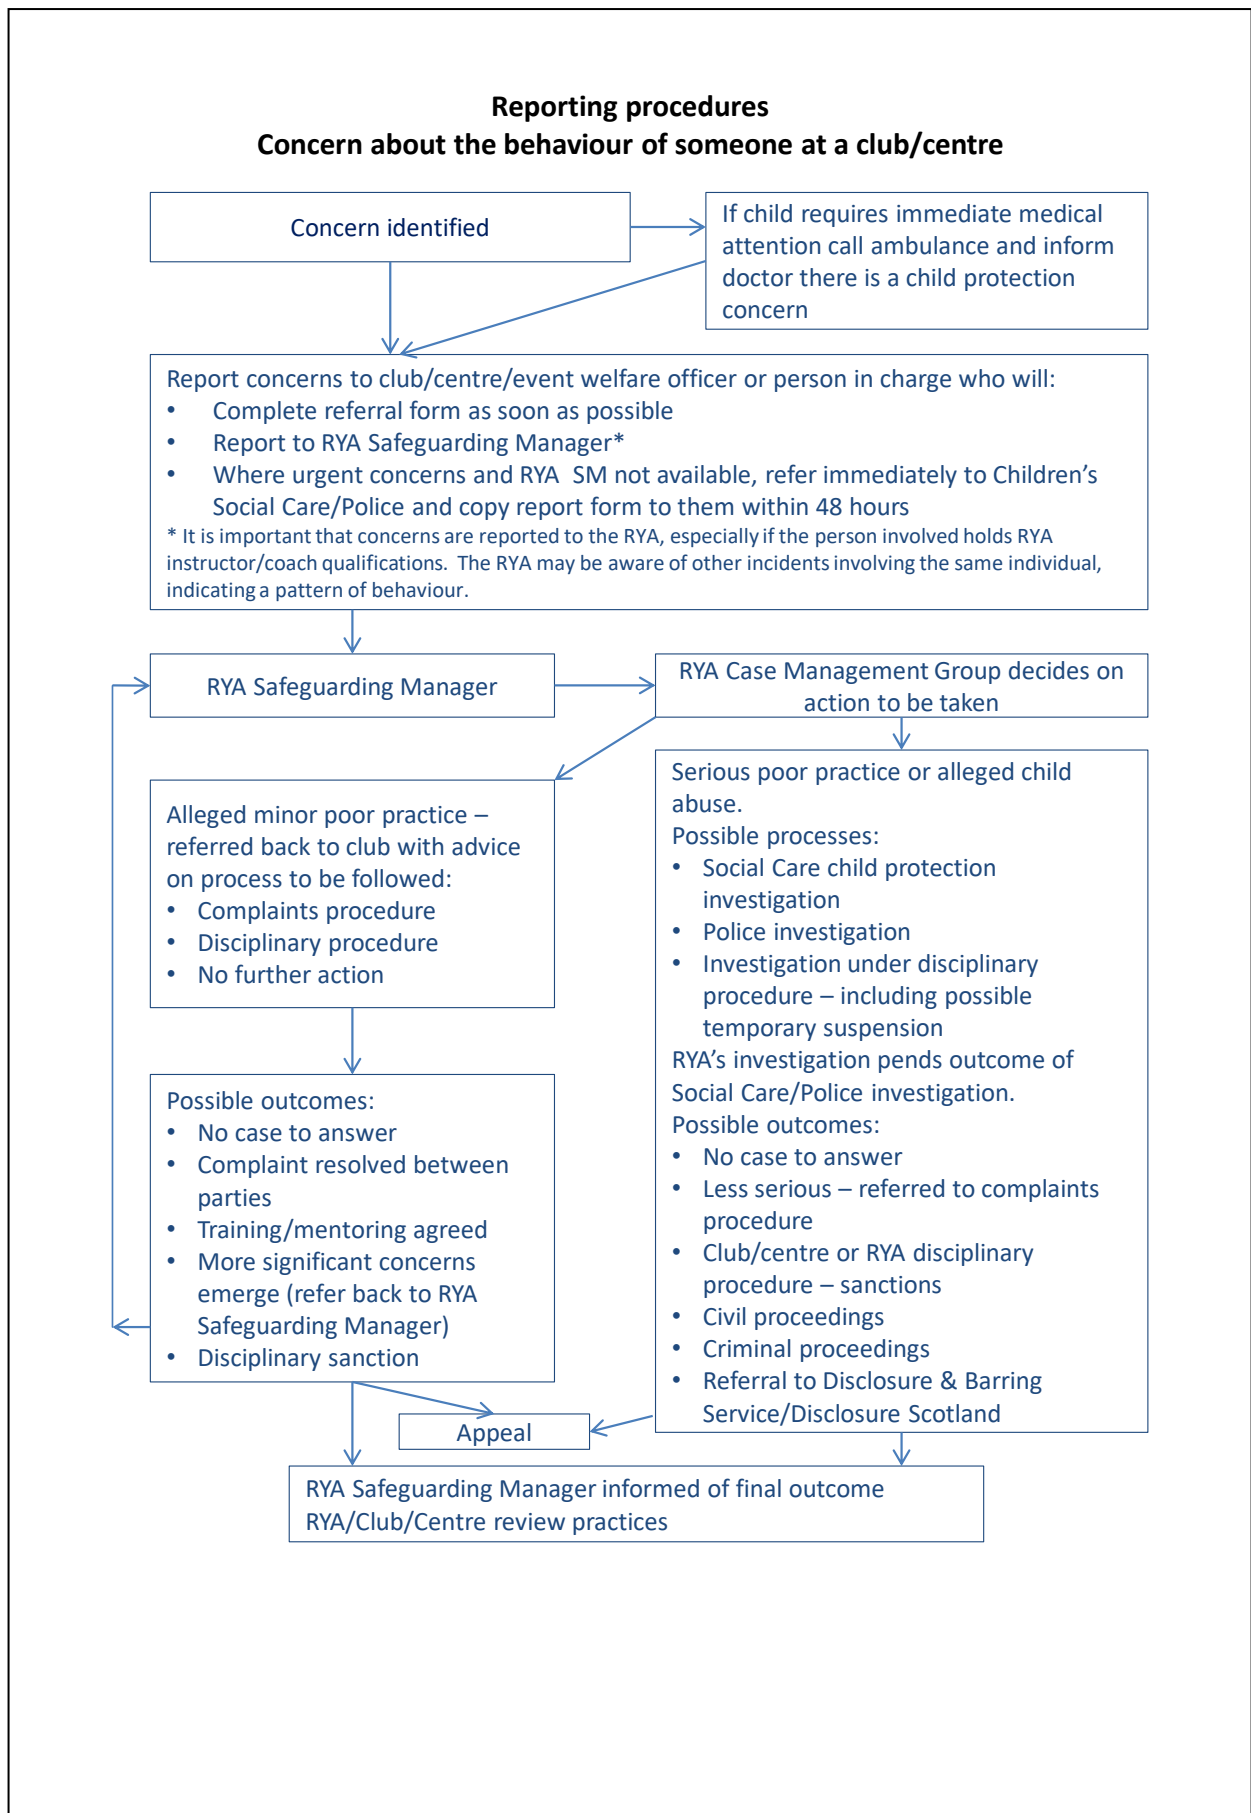 Reporting procedures
Concern about the behaviour of someone at a club/centre
Concern identified
If child requires immediate medical
attention call ambulance and inform
doctor there is a child protection
concern
Report concerns to club/centre/event welfare officer or person in charge who will:
• Complete referral form as soon as possible
• Report to RYA Safeguarding Manager*
• Where urgent concerns and RYA  SM not available, refer immediately to Children's
Social Care/Police and copy report form to them within 48 hours
* It is important that concerns are reported to the RYA, especially if the person involved holds RYA
instructor/coach qualifications.  The RYA may be aware of other incidents involving the same individual,
indicating a pattern of behaviour.
RYA Safeguarding Manager
RYA Case Management Group decides on
action to be taken
Alleged minor poor practice –
referred back to club with advice
on process to be followed:
• Complaints procedure
• Disciplinary procedure
• No further action
Serious poor practice or alleged child
abuse.
Possible processes:
• Social Care child protection
investigation
• Police investigation
• Investigation under disciplinary
procedure – including possible
temporary suspension
RYA's investigation pends outcome of
Social Care/Police investigation.
Possible outcomes:
• No case to answer
• Less serious – referred to complaints
procedure
• Club/centre or RYA disciplinary
procedure – sanctions
• Civil proceedings
• Criminal proceedings
• Referral to Disclosure & Barring
Service/Disclosure Scotland
Possible outcomes:
• No case to answer
• Complaint resolved between
parties
• Training/mentoring agreed
• More significant concerns
emerge (refer back to RYA
Safeguarding Manager)
• Disciplinary sanction
Appeal
RYA Safeguarding Manager informed of final outcome
RYA/Club/Centre review practices